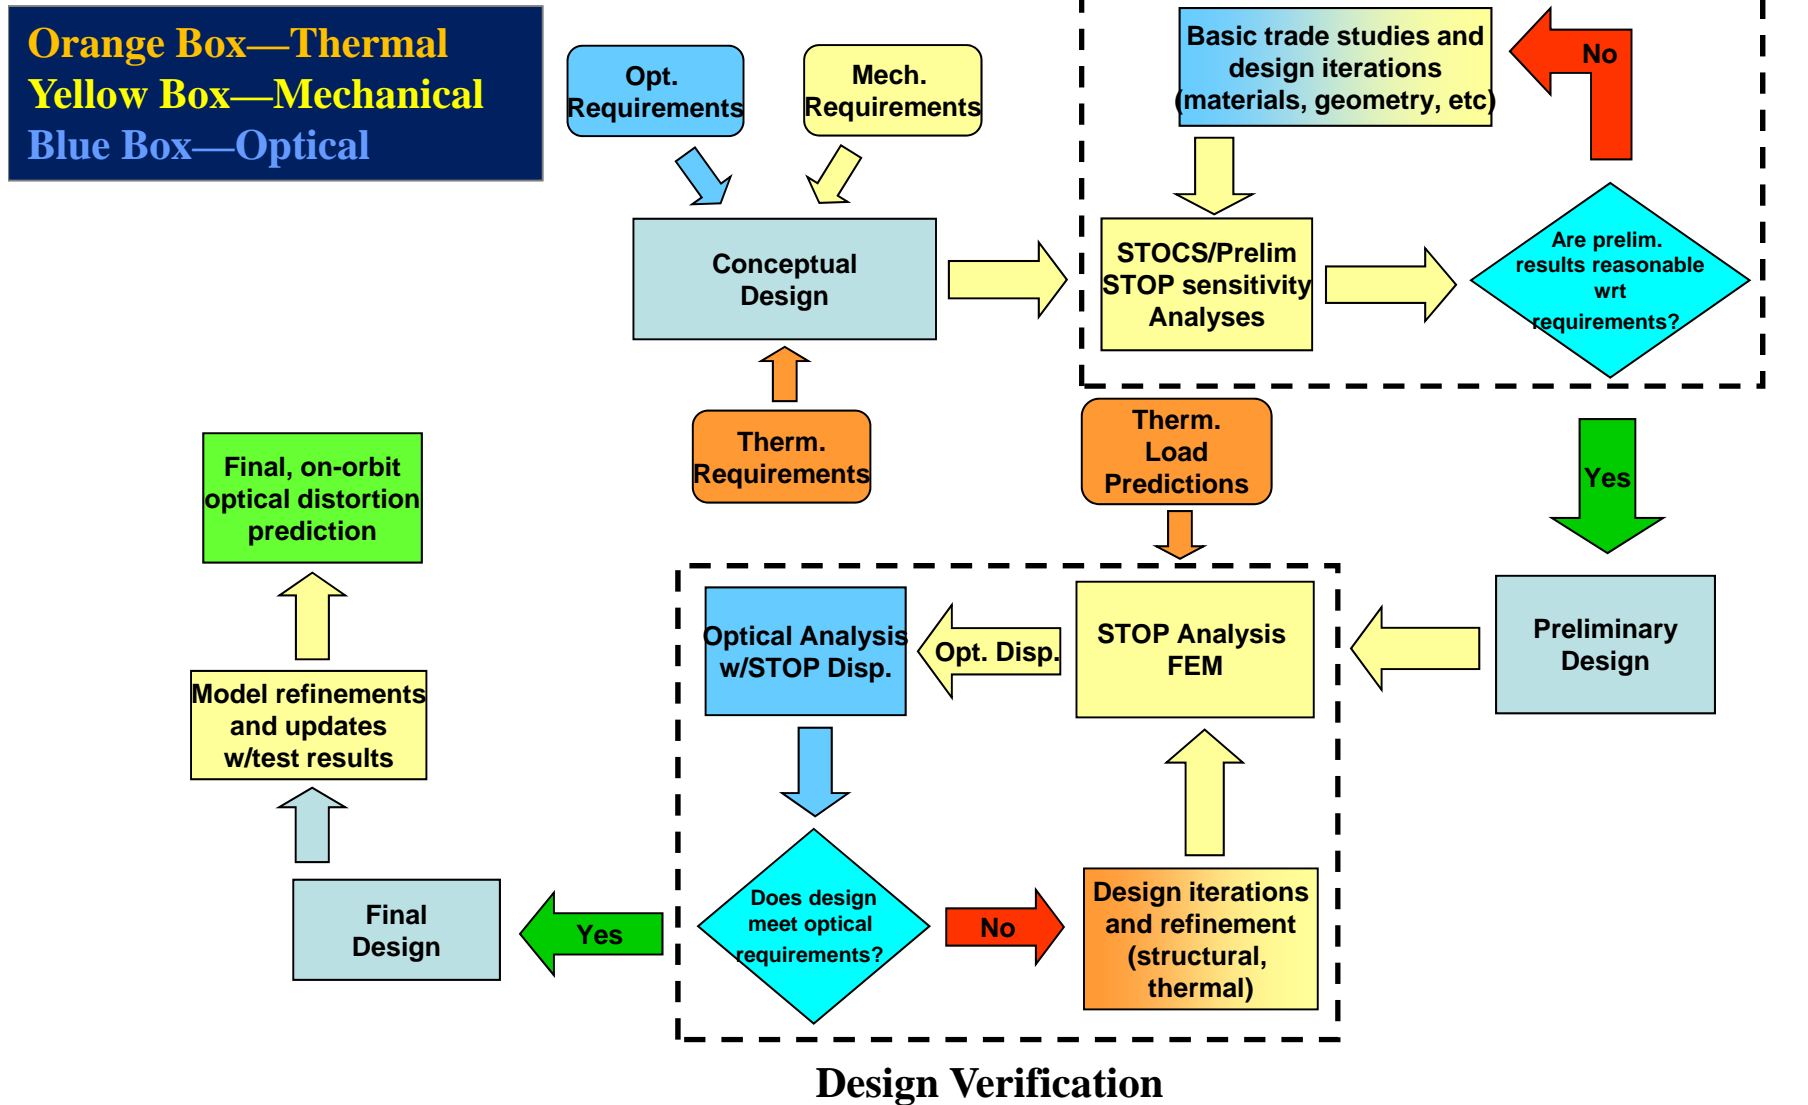 Orange Box—Thermal
Yellow Box—Mechanical
Blue Box—Optical
Opt.
Requirements
Mech.
Requirements
Basic trade studies and
design iterations
(materials, geometry, etc)
No
Conceptual
Design
STOCS/Prelim
STOP sensitivity
Analyses
Are prelim.
results reasonable
wrt
requirements?
Therm.
Requirements
Therm.
Load
Predictions
Yes
Final, on-orbit
optical distortion
prediction
Optical Analysis
w/STOP Disp.
Opt. Disp.
STOP Analysis
FEM
Preliminary
Design
Model refinements
and updates
w/test results
Final
Design
Yes
Does design
meet optical
requirements?
No
Design iterations
and refinement
(structural,
thermal)
Design Verification